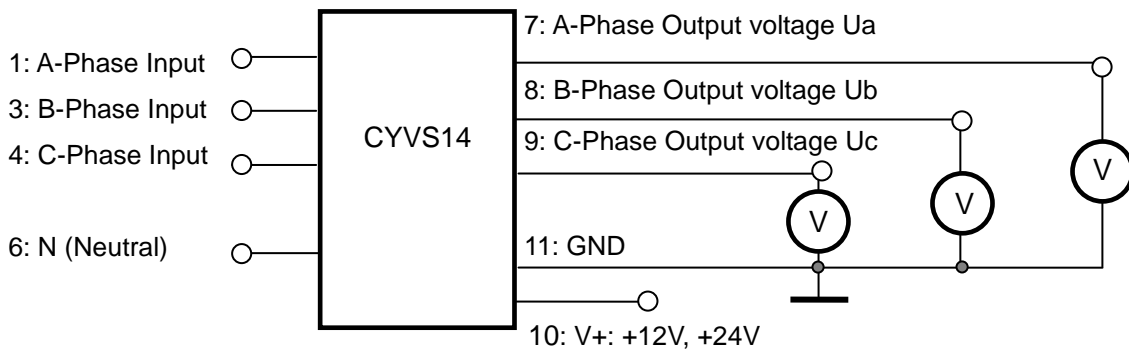 1: A-Phase Input
3: B-Phase Input
4: C-Phase Input
6: N (Neutral)
CYVS14
7: A-Phase Output voltage Ua
8: B-Phase Output voltage Ub
9: C-Phase Output voltage Uc
V
V
V
11: GND
10: V+: +12V, +24V